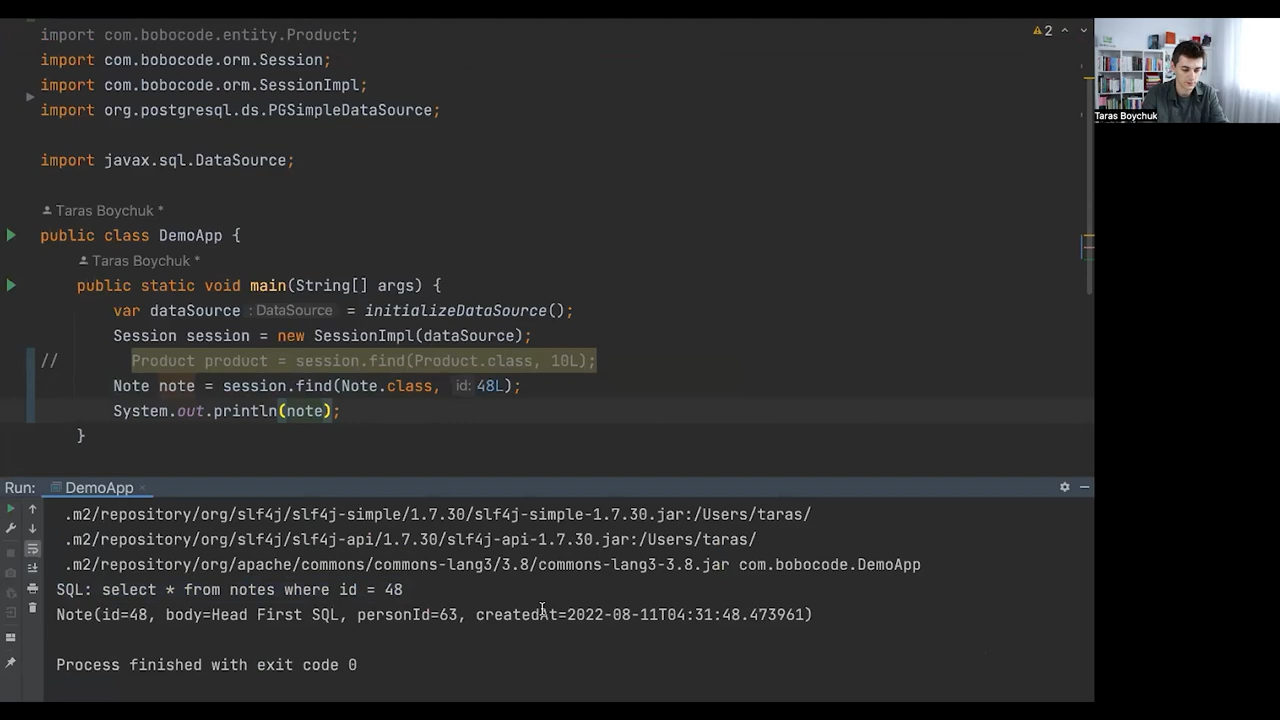 import com.bobocode.entity.Product;
import com.bobocode.orm.Session;
import com.bobocode.orm.SessionImpl;
import org.postgresql.ds.PGSimpleDataSource;
import javax.sql.DataSource;
Taras Boychuk *
public class DemoApp {
Taras Boychuk *
public static void main(String[] args) {
var dataSource : DataSource = initializeDataSource();
Session session = new SessionImpl(dataSource);
// Product product = session.find(Product.class, 10L);
Note note = session.find(Note.class, id: 48L);
System.out.println(note);
}
2
Taras Boychuk
Run: DemoApp
.m2/repository/org/slf4j/slf4j-simple/1.7.30/slf4j-simple-1.7.30.jar:/Users/taras/
.m2/repository/org/slf4j/slf4j-api/1.7.30/slf4j-api-1.7.30.jar:/Users/taras/
.m2/repository/org/apache/commons/commons-lang3/3.8/commons-lang3-3.8.jar com.bobocode.DemoApp
SQL: select * from notes where id = 48
Note(id=48, body=Head First SQL, personId=63, createdAt=2022-08-11T04:31:48.473961)
Process finished with exit code 0